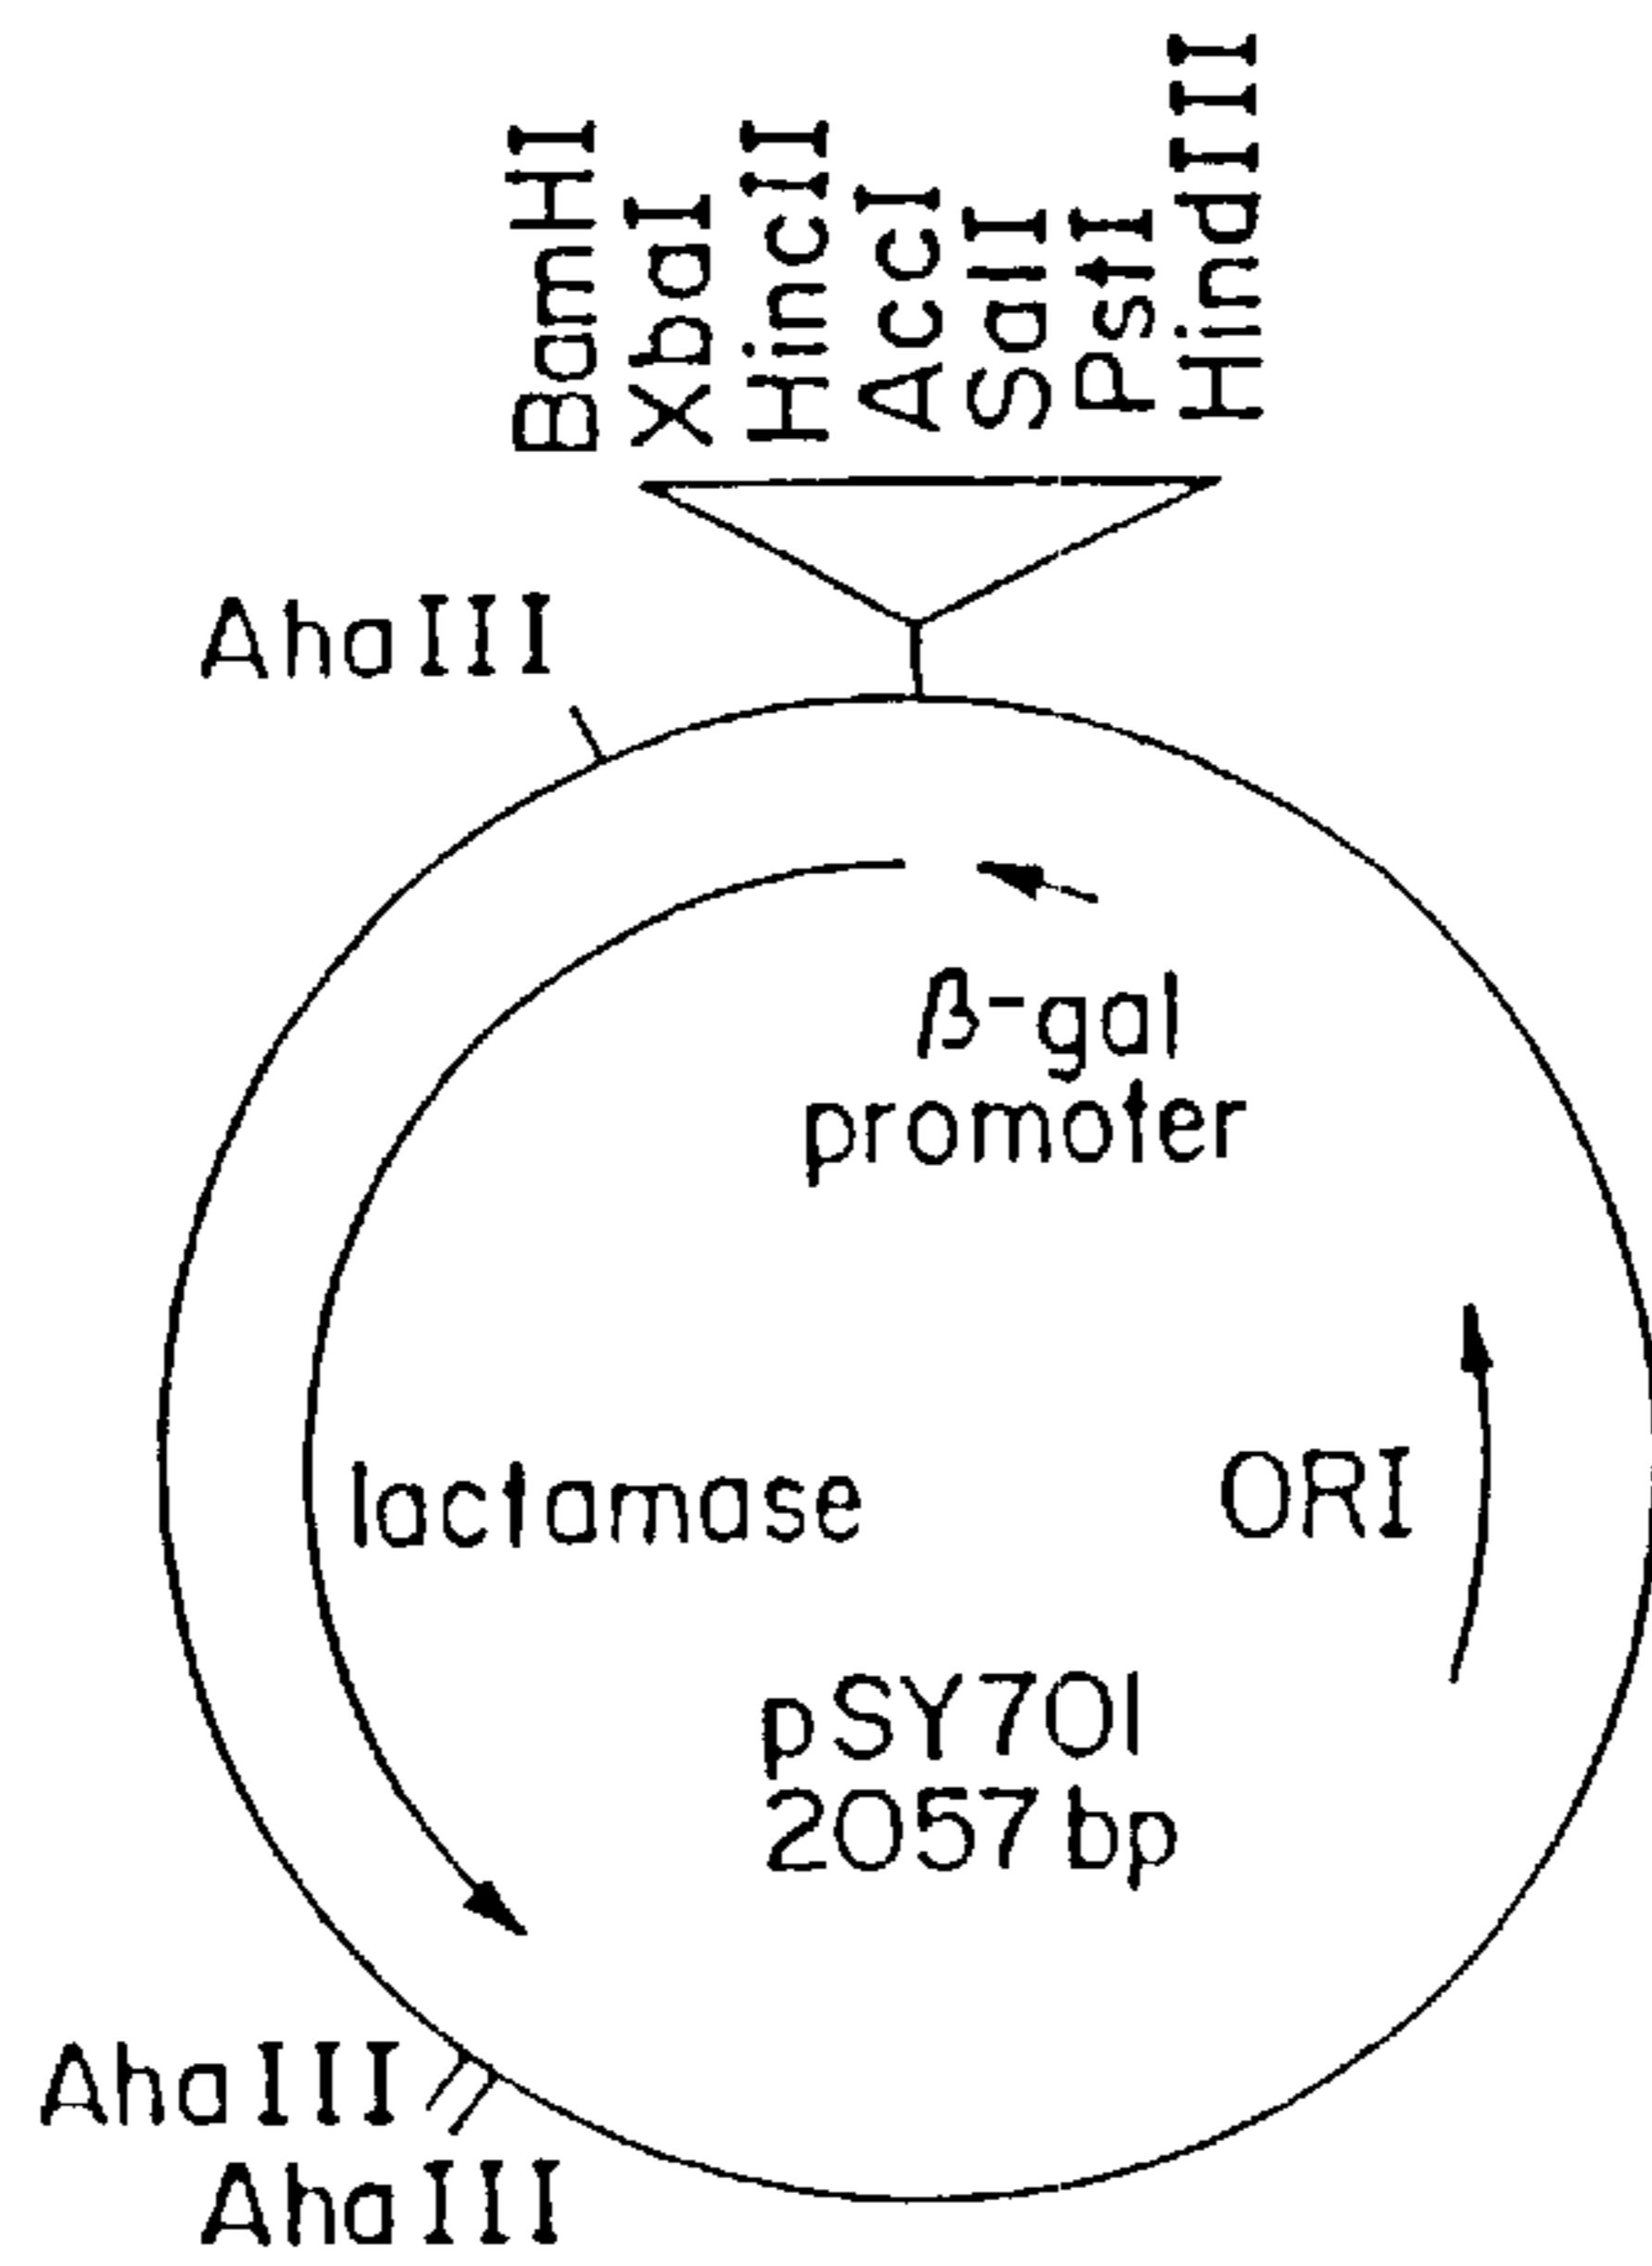 BamHI
XbaI
HincII
AccI
SalI
PstI
HindIII
AhaIII
β-gal
promoter
lactamase
ORI
pSY701
2057 bp
AhaIII
AhaIII